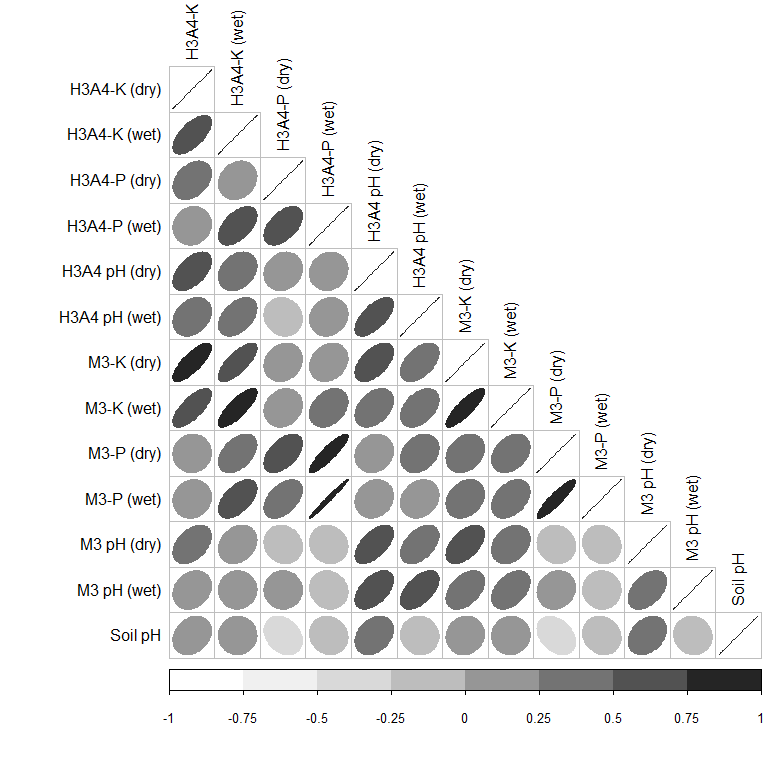 H3A4-K
H3A4-K (wet)
H3A4-P (dry)
H3A4-P (wet)
H3A4 pH (dry)
H3A4 pH (wet)
M3-K (dry)
M3-K (wet)
M3-P (dry)
M3-P (wet)
M3 pH (dry)
M3 pH (wet)
Soil pH
H3A4-K (dry)
H3A4-K (wet)
H3A4-P (dry)
H3A4-P (wet)
H3A4 pH (dry)
H3A4 pH (wet)
M3-K (dry)
M3-K (wet)
M3-P (dry)
M3-P (wet)
M3 pH (dry)
M3 pH (wet)
Soil pH
-1 -0.75 -0.5 -0.25 0 0.25 0.5 0.75 1